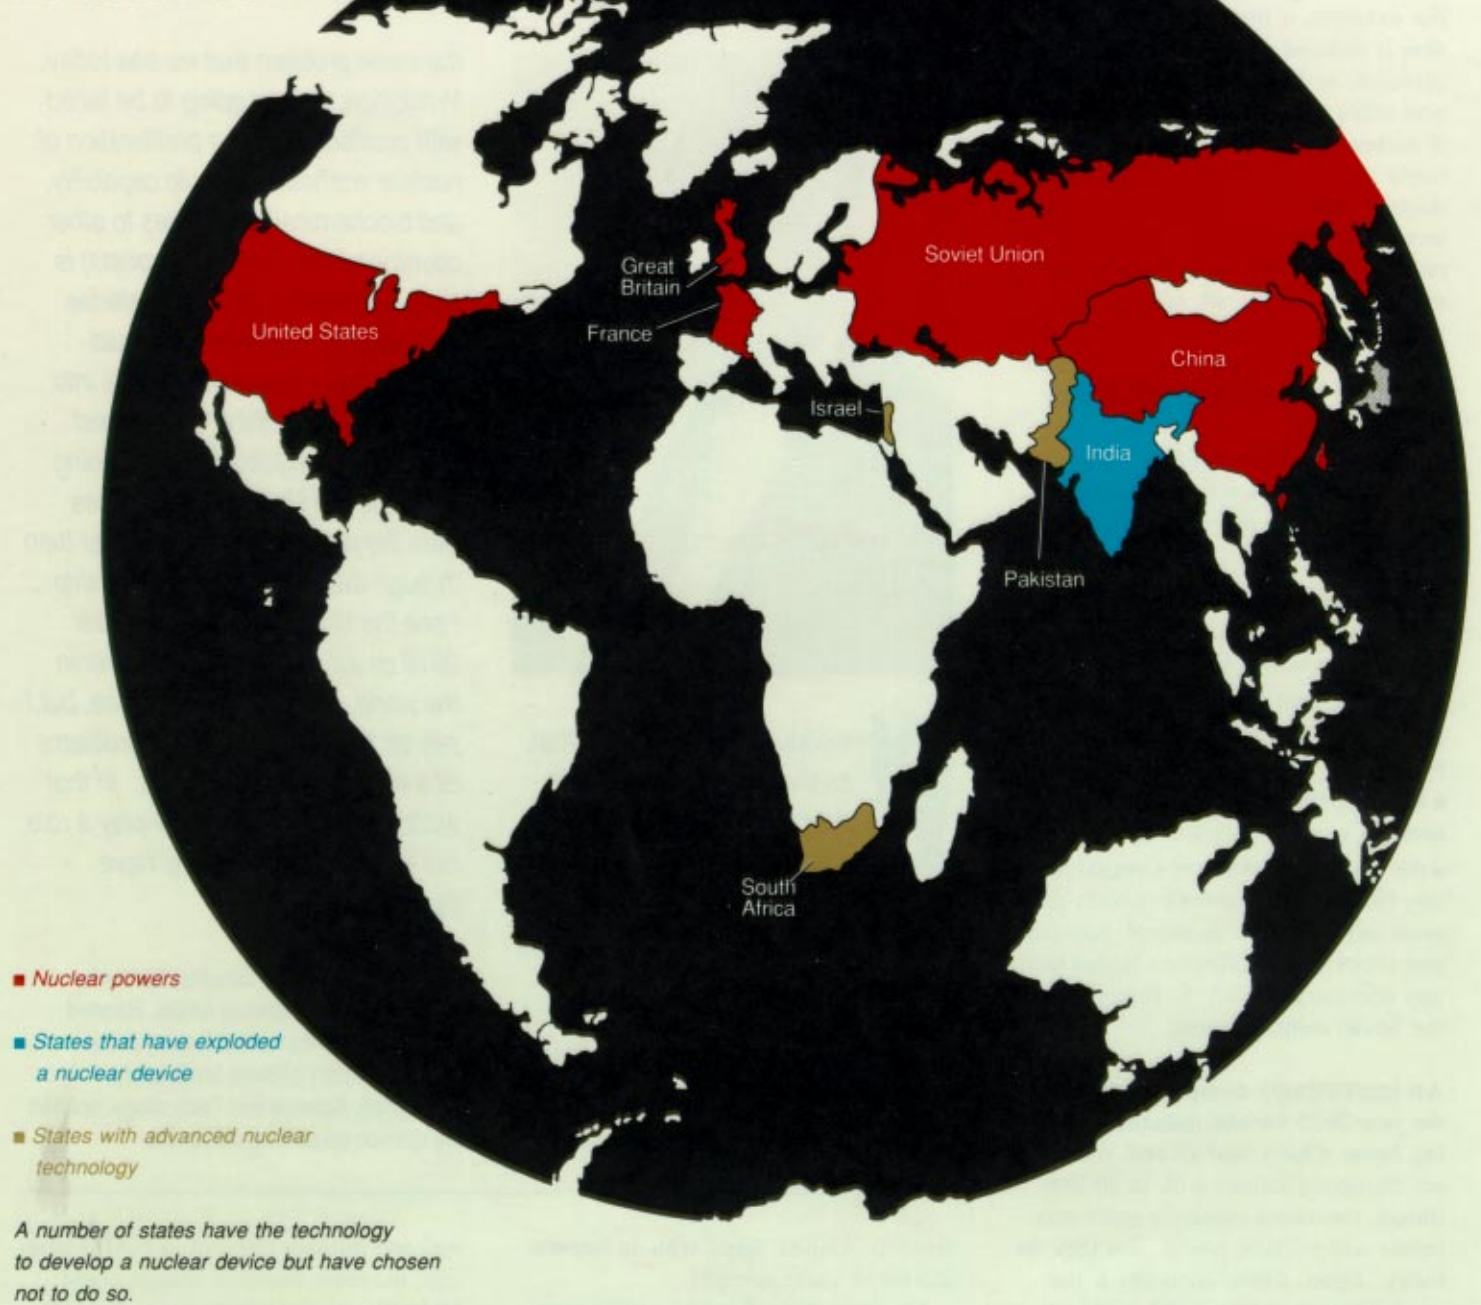 Soviet Union
Great
Britain
United States
France
China
Israel
India
Pakistan
South
Africa
Nuclear powers
States that have exploded
a nuclear device
States with advanced nuclear
technology
A number of states have the technology
to develop a nuclear device but have chosen
not to do so.